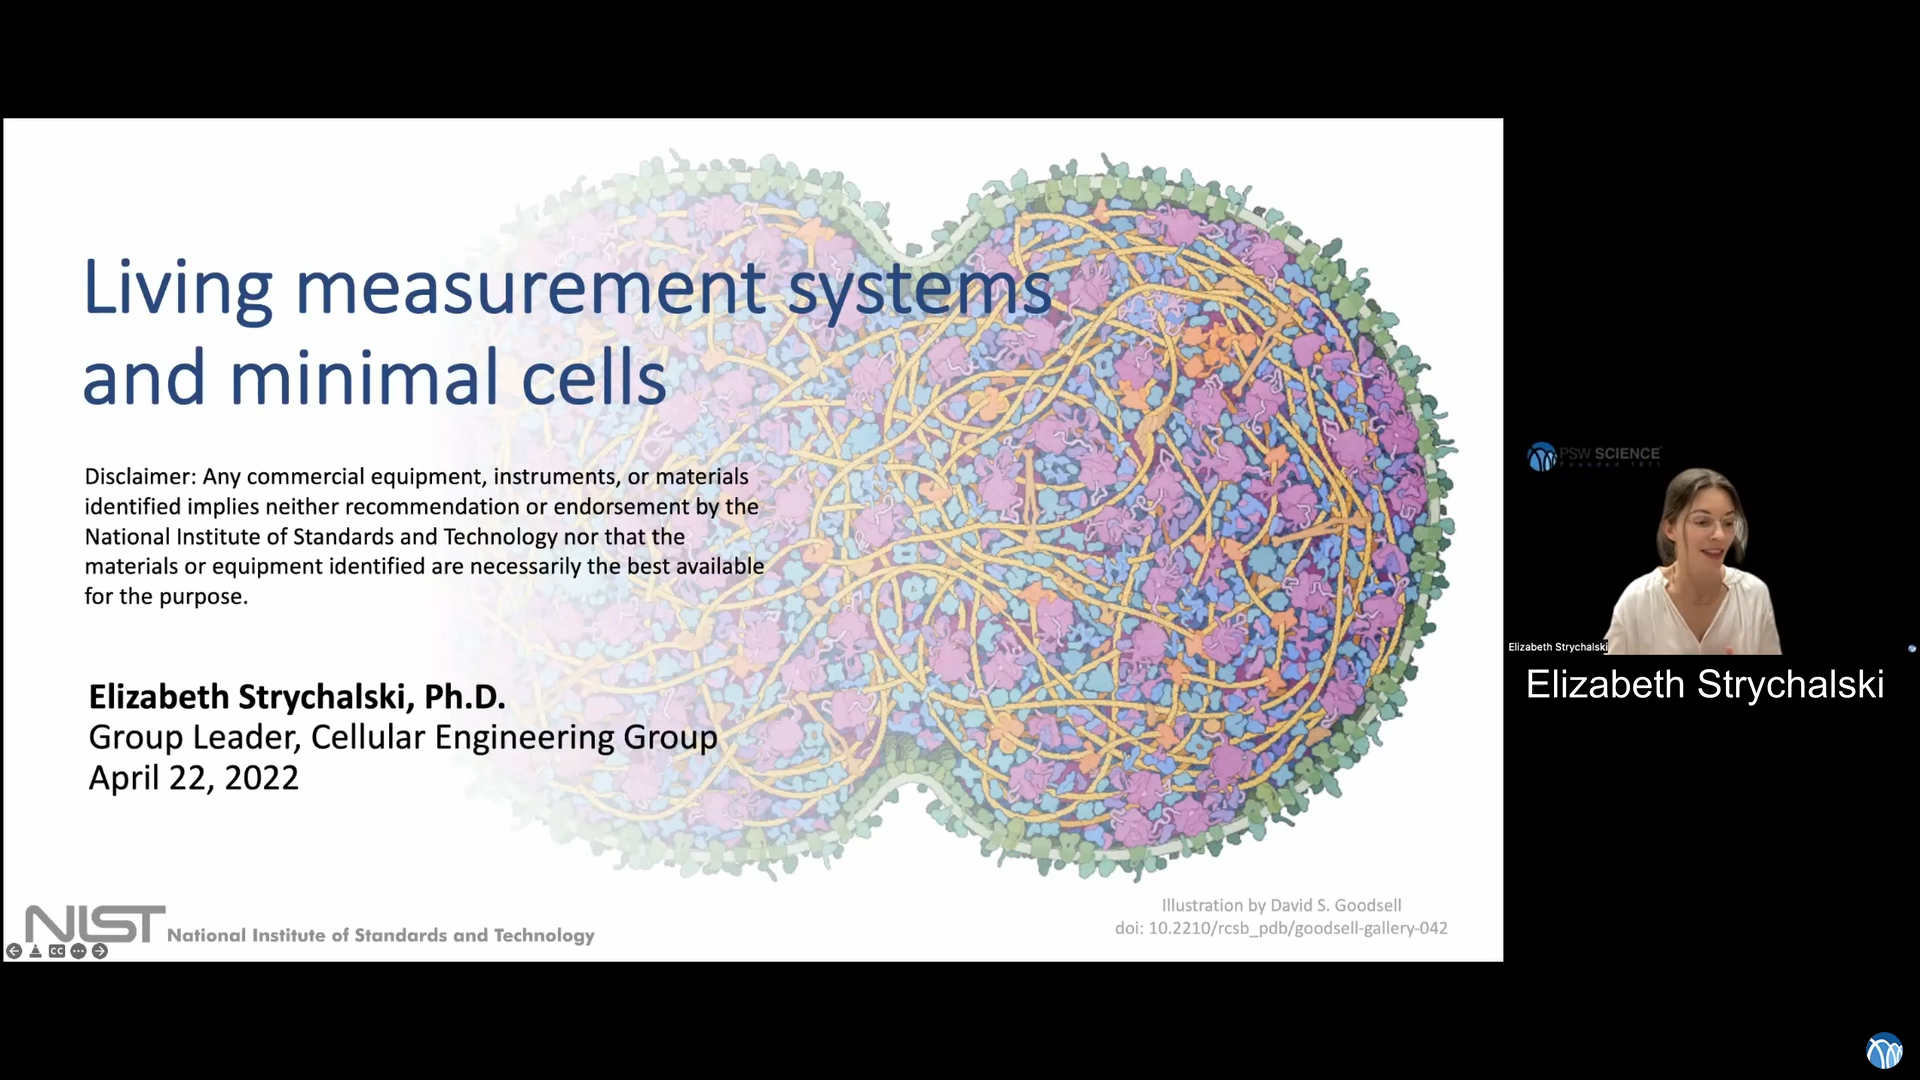 Living measurement systems
and minimal cells
Disclaimer: Any commercial equipment, instruments, or materials
identified implies neither recommendation or endorsement by the
National Institute of Standards and Technology nor that the
materials or equipment identified are necessarily the best available
for the purpose.
Elizabeth Strychalski, Ph.D.
Group Leader, Cellular Engineering Group
April 22, 2022
NIST National Institute of Standards and Technology
CC
Illustration by David S. Goodsell
doi: 10.2210/rcsb_pdb/goodsell-gallery-042
PSW SCIENCE
Founded 1871
Elizabeth Strychalski
Elizabeth Strychalski